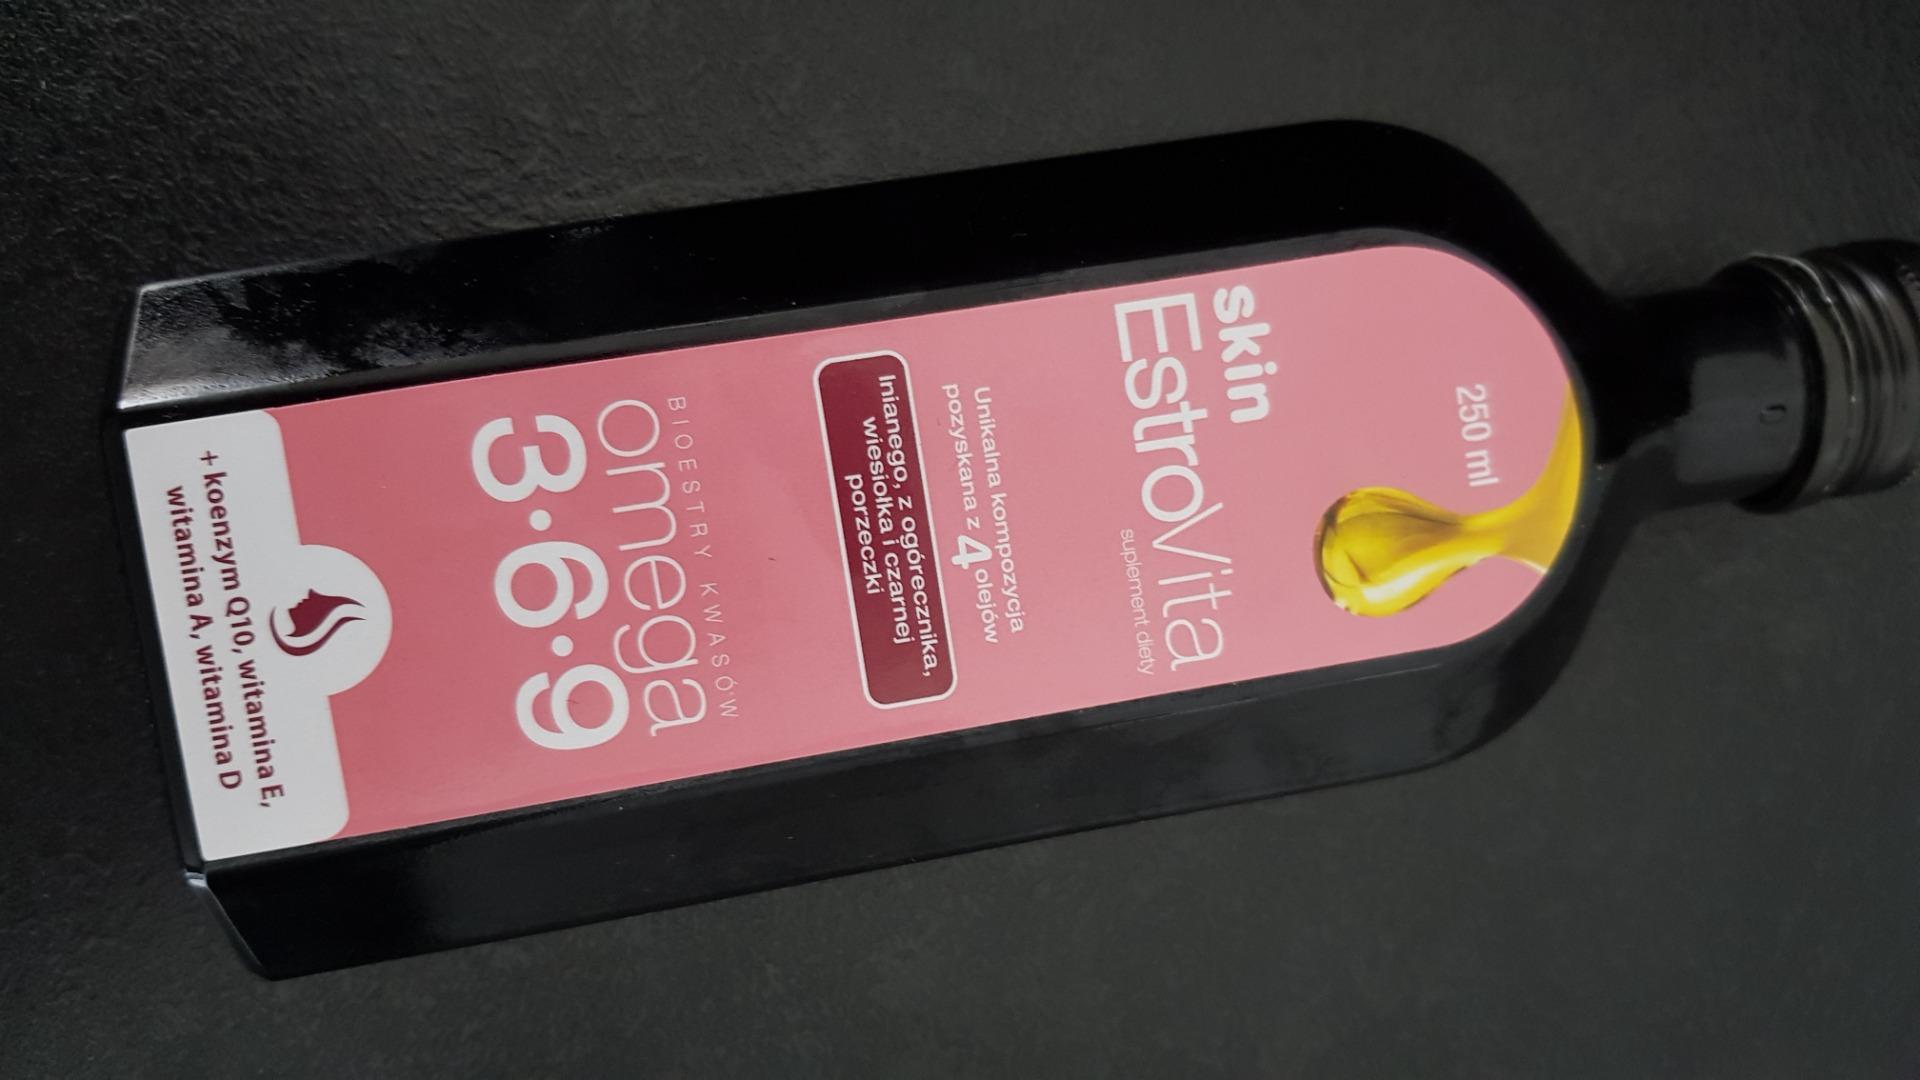 250 ml
skin
EstroVita
suplement diety
Unikalna kompozycja
pozyskana z 4 olejów
lnianego, z ogórecznika,
wiesiołka i czarnej
porzeczki
BIOESTRY KWASÓW
omega
3·6·9
+ koenzym Q10, witamina E,
witamina A, witamina D